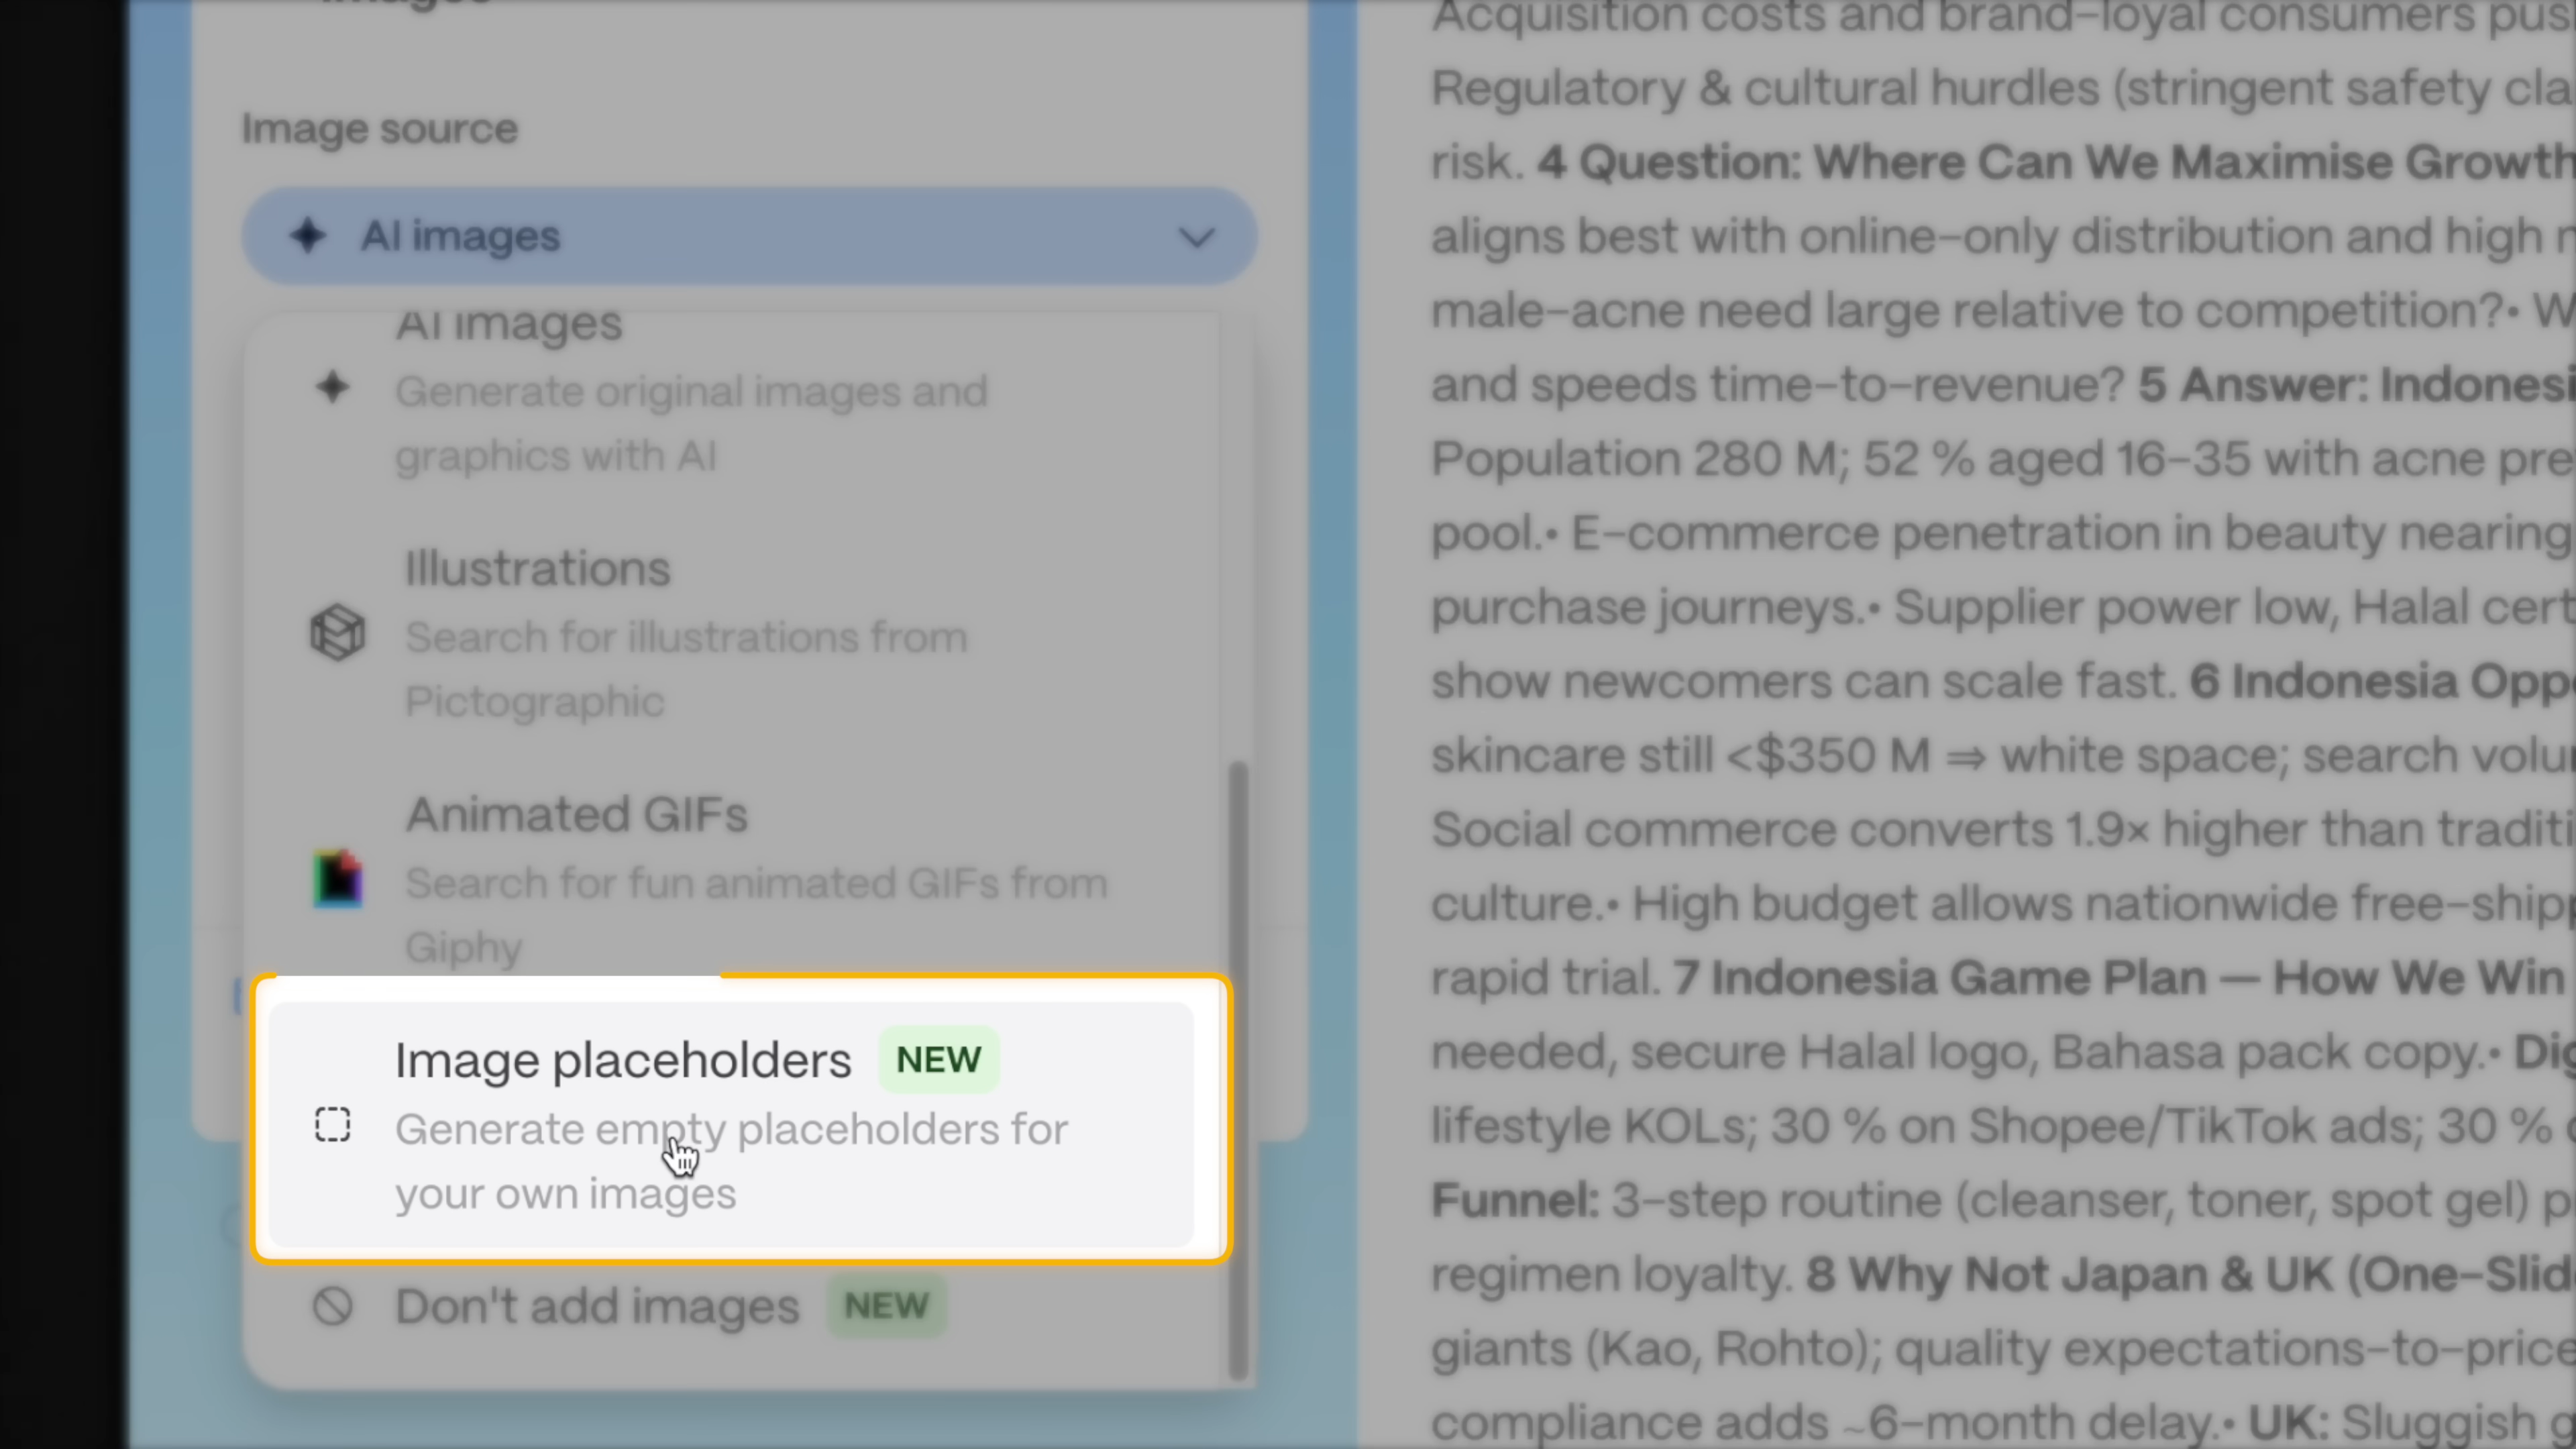 Images
Image source
AI images
AI images
Generate original images and
graphics with AI
Illustrations
Search for illustrations from
Pictographic
Animated GIFs
Search for fun animated GIFs from
Giphy
Image placeholders NEW
Generate empty placeholders for
your own images
Don't add images NEW
Acquisition costs and brand-loyal consumers pus
Regulatory & cultural hurdles (stringent safety cla
risk. 4 Question: Where Can We Maximise Growth
aligns best with online-only distribution and high
male-acne need large relative to competition?• W
and speeds time-to-revenue? 5 Answer: Indonesi
Population 280 M; 52 % aged 16-35 with acne pre
pool.• E-commerce penetration in beauty nearing
purchase journeys.• Supplier power low, Halal cert
show newcomers can scale fast. 6 Indonesia Oppo
skincare still <$350 M ⇒ white space; search volu
Social commerce converts 1.9× higher than traditi
culture.• High budget allows nationwide free-shipp
rapid trial. 7 Indonesia Game Plan — How We Win
needed, secure Halal logo, Bahasa pack copy.• Dig
lifestyle KOLs; 30 % on Shopee/TikTok ads; 30 %
Funnel: 3-step routine (cleanser, toner, spot gel) p
regimen loyalty. 8 Why Not Japan & UK (One-Slid
giants (Kao, Rohto); quality expectations-to-price
compliance adds ~6-month delay.• UK: Sluggish g